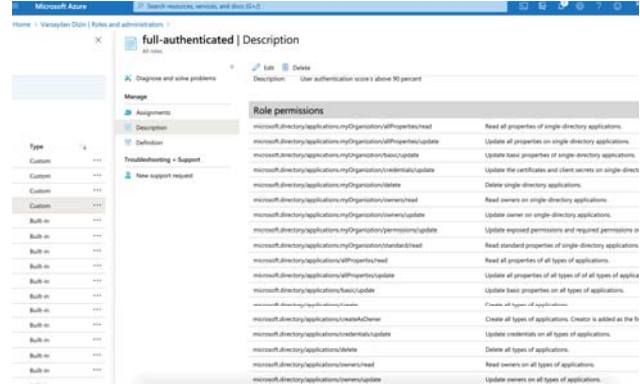 Microsoft Azure
Search resources, services, and docs (G+/)
Home > Varsayılan Dizin | Roles and administrators >
full-authenticated | Description
All roles
Diagnose and solve problems
Manage
Assignments
Description
Definition
Troubleshooting + Support
New support request
Edit
Delete
Description: User authentication score s above 90 percent
Type
Custom
Custom
Custom
Custom
Built-in
Built-in
Built-in
Built-in
Built-in
Built-in
Built-in
Built-in
Built-in
Built-in
Role permissions
microsoft.directory/applications.myOrganization/allProperties/read Read all properties of single-directory applications.
microsoft.directory/applications.myOrganization/allProperties/update Update all properties on single-directory applications.
microsoft.directory/applications.myOrganization/basic/update Update basic properties of single-directory applications.
microsoft.directory/applications.myOrganization/credentials/update Update the certificates and client secrets on single-direct
microsoft.directory/applications.myOrganization/delete Delete single-directory applications.
microsoft.directory/applications.myOrganization/owners/read Read owners on single-directory applications.
microsoft.directory/applications.myOrganization/owners/update Update owner on single-directory applications.
microsoft.directory/applications.myOrganization/permissions/update Update exposed permissions and required permissions o
microsoft.directory/applications.myOrganization/standard/read Read standard properties of single-directory applications.
microsoft.directory/applications/allProperties/read Read all properties of all types of applications.
microsoft.directory/applications/allProperties/update Update all properties of all types of of all types of applica
microsoft.directory/applications/basic/update Update basic properties on all types of applications.
microsoft.directory/applications/create Create all types of applications.
microsoft.directory/applications/createAsOwner Create all types of applications. Creator is added as the fi
microsoft.directory/applications/credentials/update Update credentials on all types of applications.
microsoft.directory/applications/delete Delete all types of applications.
microsoft.directory/applications/owners/read Read owners on all types of applications.
microsoft.directory/applications/owners/update Update owners on all types of applications.